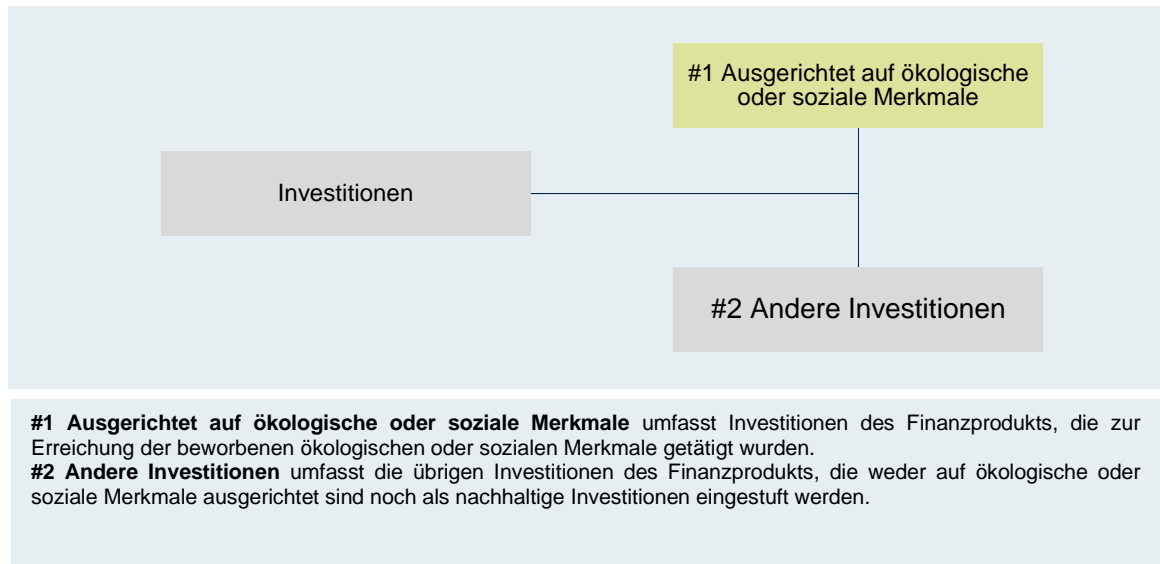 #1 Ausgerichtet auf ökologische
oder soziale Merkmale
Investitionen
#2 Andere Investitionen
#1 Ausgerichtet auf ökologische oder soziale Merkmale umfasst Investitionen des Finanzprodukts, die zur
Erreichung der beworbenen ökologischen oder sozialen Merkmale getätigt wurden.
#2 Andere Investitionen umfasst die übrigen Investitionen des Finanzprodukts, die weder auf ökologische oder
soziale Merkmale ausgerichtet sind noch als nachhaltige Investitionen eingestuft werden.